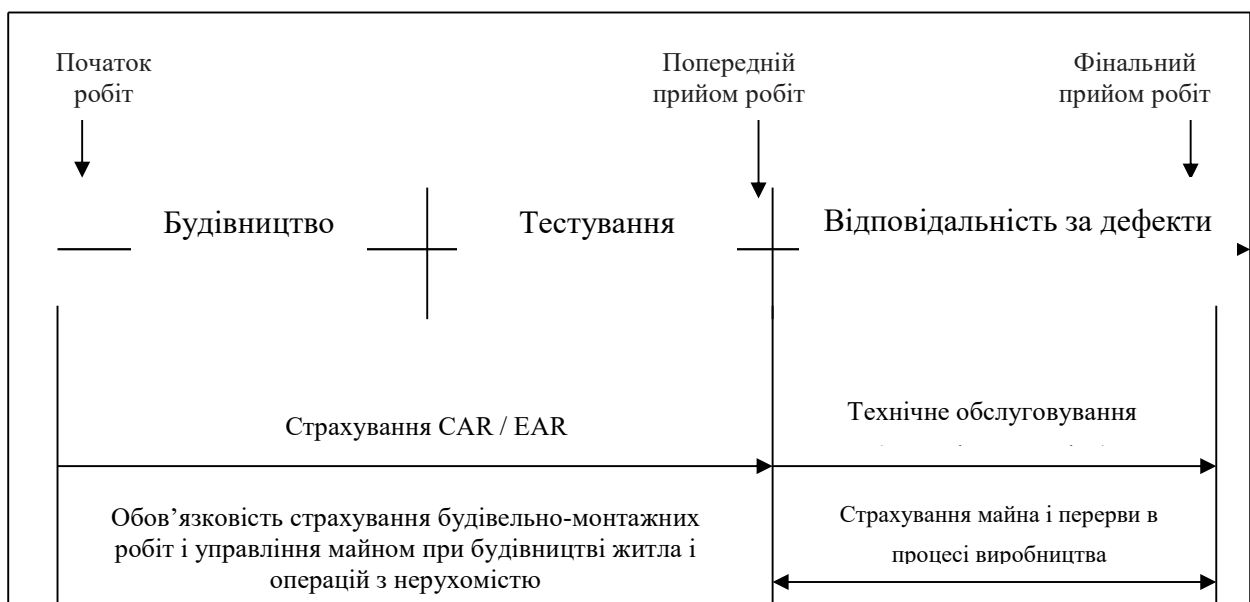 Початок
робіт
Попередній
прийом робіт
Фінальний
прийом робіт
Будівництво
Тестування
Відповідальність за дефекти
Страхування CAR / EAR
Технічне обслуговування
Обов’язковість страхування будівельно-монтажних
робіт і управління майном при будівництві житла і
операцій з нерухомістю
Страхування майна і перерви в
процесі виробництва